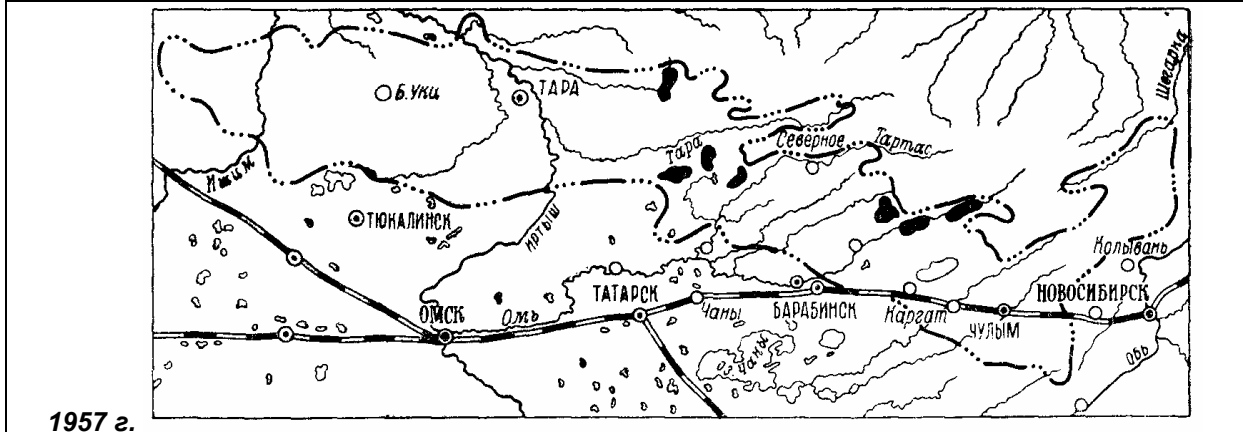 Шегарка
Б. УКИ
ТАРА
Тара
Северное
Тартас
Ишим
ТЮКАЛИНСК
ИРТЫШ
Колывань
ОМСК
Омь
ТАТАРСК
Чаны
БАРАБИНСК
Каргат
ЧУЛЫМ
НОВОСИБИРСК
Чаны
Обь
1957 г.